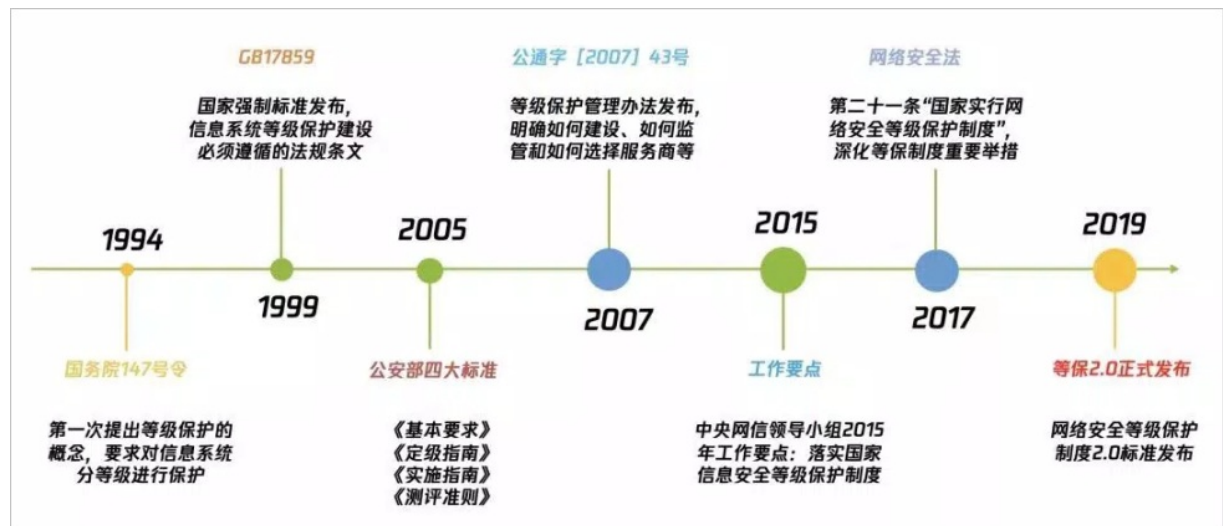 GB17859
国家强制标准发布,
信息系统等级保护建设
必须遵循的法规条文
公通字［2007］43号
等级保护管理办法发布,
明确如何建设、如何监
管和如何选择服务商等
网络安全法
第二十一条“国家实行网
络安全等级保护制度”,
深化等保制度重要举措
1994
1999
2005
2007
2015
2017
2019
国务院147号令
第一次提出等级保护的
概念，要求对信息系统
分等级进行保护
公安部四大标准
《基本要求》
《定级指南》
《实施指南》
《测评准则》
工作要点
中央网信领导小组2015
年工作要点：落实国家
信息安全等级保护制度
等保2.0正式发布
网络安全等级保护
制度2.0标准发布